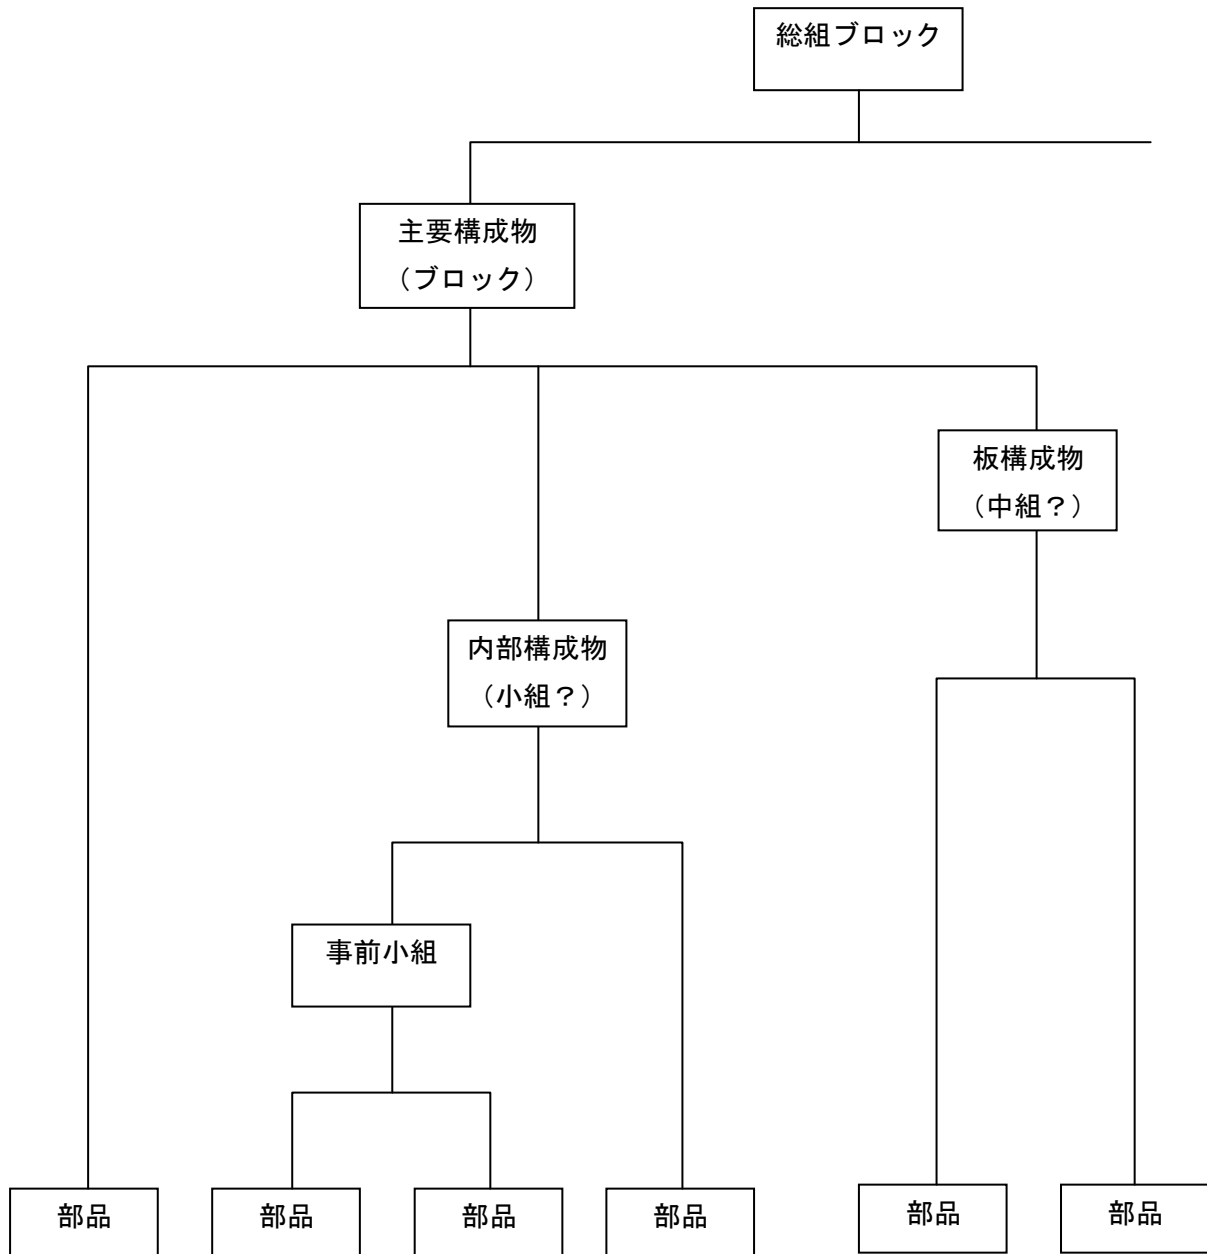 総組ブロック
主要構成物
（ブロック）
板構成物
（中組？）
内部構成物
（小組？）
事前小組
部品
部品
部品
部品
部品
部品